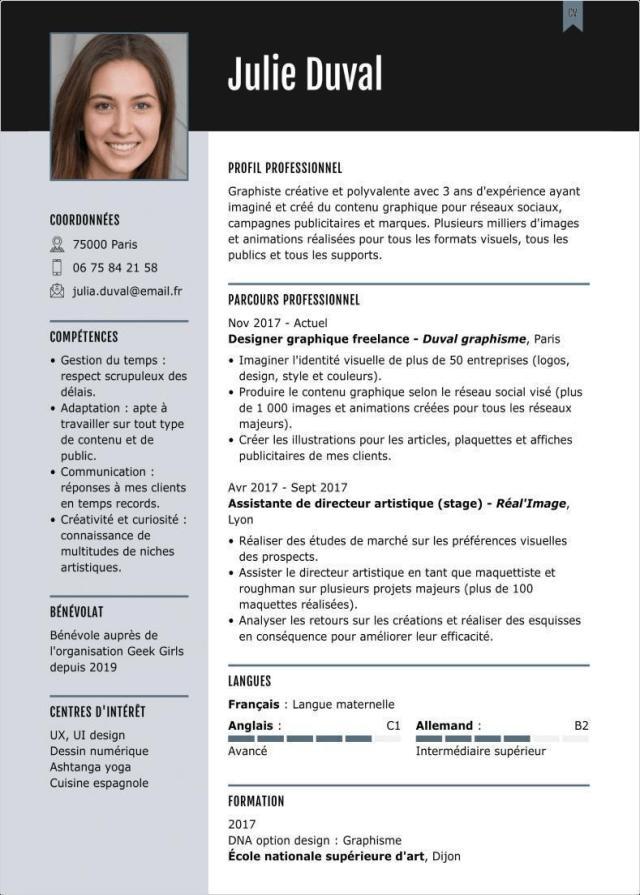 CV
Julie Duval
COORDONNÉES
75000 Paris
06 75 84 21 58
julia.duval@email.fr
COMPÉTENCES
• Gestion du temps :
respect scrupuleux des
délais.
• Adaptation : apte à
travailler sur tout type
de contenu et de
public.
• Communication :
réponses à mes clients
en temps records.
• Créativité et curiosité :
connaissance de
multitudes de niches
artistiques.
BÉNÉVOLAT
Bénévole auprès de
l'organisation Geek Girls
depuis 2019
CENTRES D'INTÉRÊT
UX, UI design
Dessin numérique
Ashtanga yoga
Cuisine espagnole
PROFIL PROFESSIONNEL
Graphiste créative et polyvalente avec 3 ans d'expérience ayant
imaginé et créé du contenu graphique pour réseaux sociaux,
campagnes publicitaires et marques. Plusieurs milliers d'images
et animations réalisées pour tous les formats visuels, tous les
publics et tous les supports.
PARCOURS PROFESSIONNEL
Nov 2017 - Actuel
Designer graphique freelance - Duval graphisme, Paris
• Imaginer l'identité visuelle de plus de 50 entreprises (logos,
design, style et couleurs).
• Produire le contenu graphique selon le réseau social visé (plus
de 1 000 images et animations créées pour tous les réseaux
majeurs).
• Créer les illustrations pour les articles, plaquettes et affiches
publicitaires de mes clients.
Avr 2017 - Sept 2017
Assistante de directeur artistique (stage) - Réal'Image,
Lyon
• Réaliser des études de marché sur les préférences visuelles
des prospects.
• Assister le directeur artistique en tant que maquettiste et
roughman sur plusieurs projets majeurs (plus de 100
maquettes réalisées).
• Analyser les retours sur les créations et réaliser des esquisses
en conséquence pour améliorer leur efficacité.
LANGUES
Français : Langue maternelle
Anglais : C1
Avancé
Allemand : B2
Intermédiaire supérieur
FORMATION
2017
DNA option design : Graphisme
École nationale supérieure d'art, Dijon